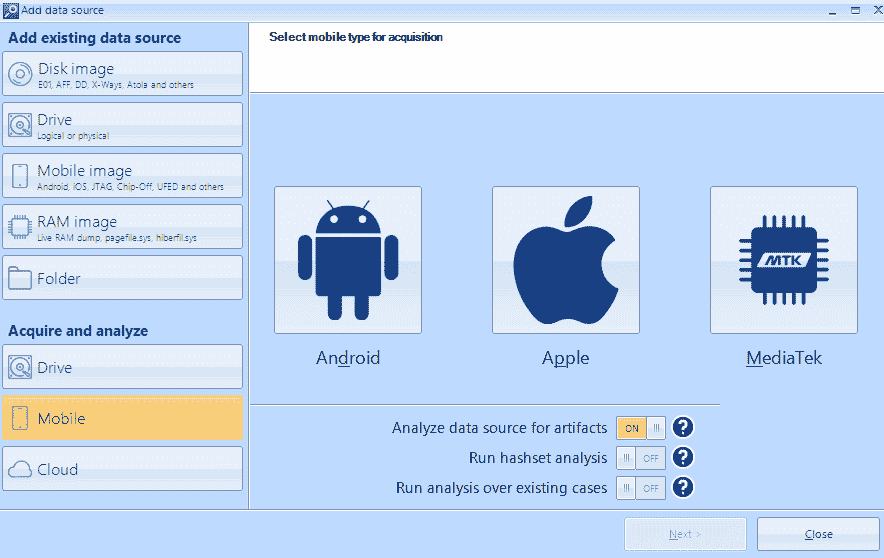 Add data source
Add existing data source
Disk image
E01, AFF, DD, X-Ways, Atola and others
Drive
Logical or physical
Mobile image
Android, iOS, JTAG, Chip-Off, UFED and others
RAM image
Live RAM dump, pagefile.sys, hiberfil.sys
Folder
Acquire and analyze
Drive
Mobile
Cloud
Select mobile type for acquisition
MTK
Android
Apple
MediaTek
Analyze data source for artifacts
ON
Run hashset analysis
OFF
Run analysis over existing cases
OFF
Next >
Close